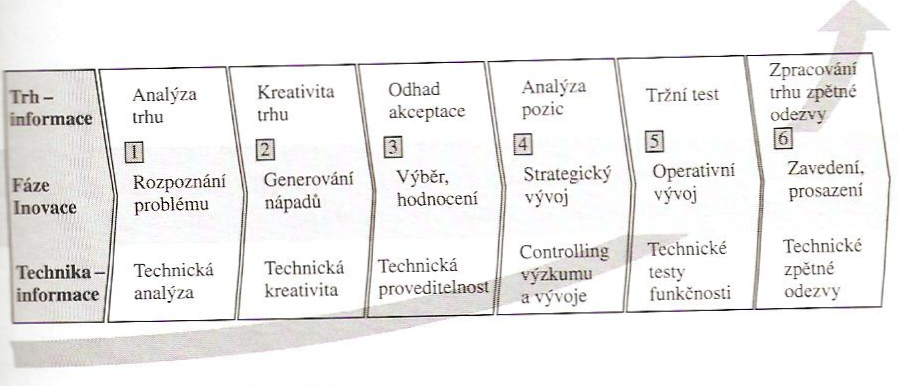 Trh –
informace
Analýza
trhu
Kreativita
trhu
Odhad
akceptace
Analýza
pozic
Tržní test
Zpracování
trhu zpětné
odezvy
1
2
3
4
5
6
Fáze
Inovace
Rozpoznání
problému
Generování
nápadů
Výběr,
hodnocení
Strategický
vývoj
Operativní
vývoj
Zavedení,
prosazení
Technika –
informace
Technická
analýza
Technická
kreativita
Technická
proveditelnost
Controlling
výzkumu
a vývoje
Technické
testy
funkčnosti
Technické
zpětné
odezvy